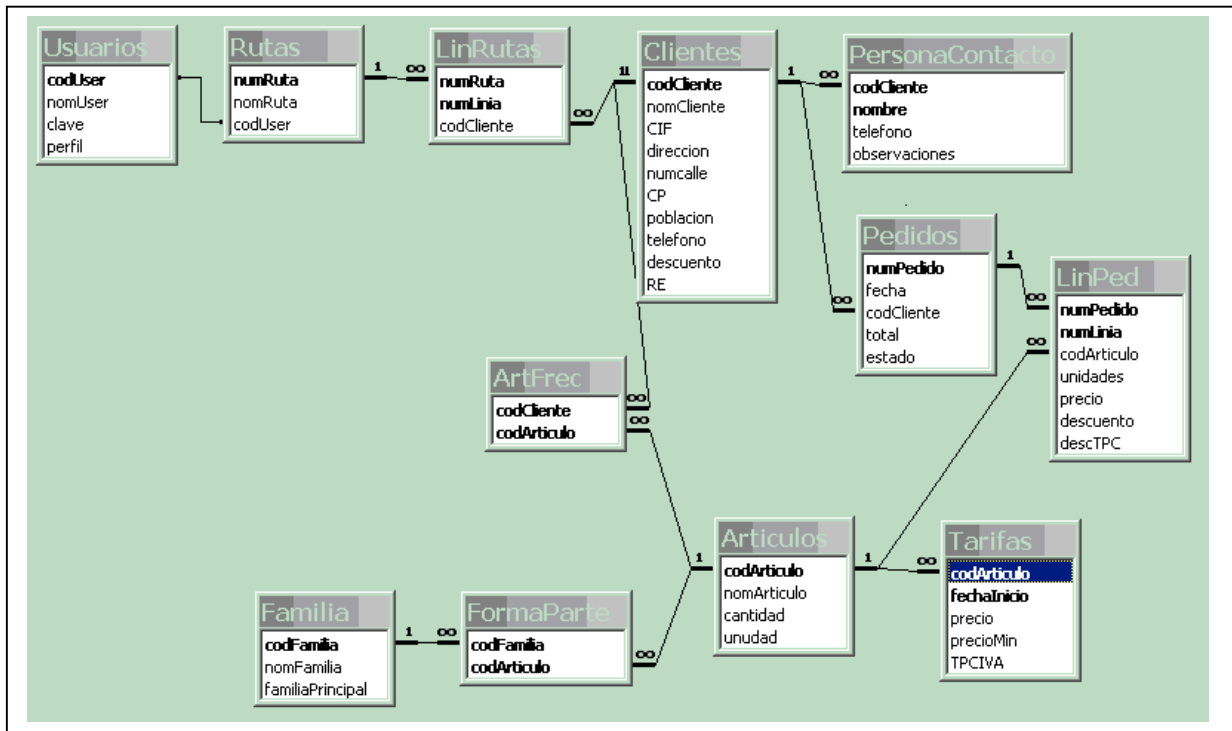 Usuarios
codUser
nomUser
clave
perfil
Rutas
numRuta
nomRuta
codUser
1
∞
LinRutas
numRuta
numLinia
codCliente
∞
11
Clientes
codCliente
nomCliente
CIF
direccion
numcalle
CP
poblacion
telefono
descuento
RE
1
∞
PersonaContacto
codCliente
nombre
telefono
observaciones
∞
Pedidos
numPedido
fecha
codCliente
total
estado
1
∞
∞
LinPed
numPedido
numLinia
codArticulo
unidades
precio
descuento
descTPC
ArtFrec
codCliente
codArticulo
∞
∞
Familia
codFamilia
nomFamilia
familiaPrincipal
1
∞
FormaParte
codFamilia
codArticulo
∞
1
Articulos
codArticulo
nomArticulo
cantidad
unudad
1
∞
Tarifas
codArticulo
fechaInicio
precio
precioMin
TPCIVA